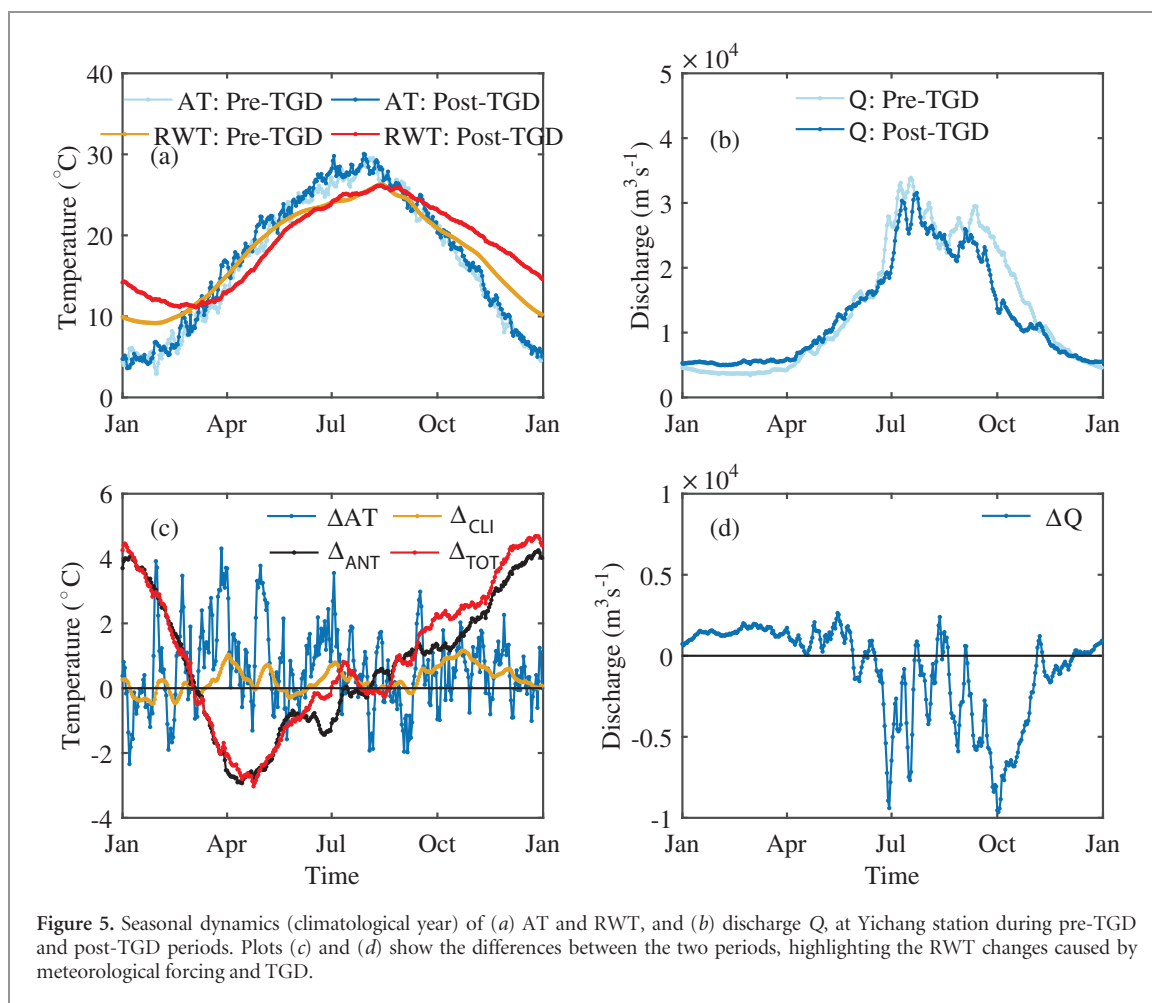 40
30
20
10
0
Temperature (°C)
AT: Pre-TGD
AT: Post-TGD
RWT: Pre-TGD
RWT: Post-TGD
(a)
Jan Apr Jul Oct Jan
×10⁴
5
4
3
2
1
0
Discharge (m³s⁻¹)
(b)
Q: Pre-TGD
Q: Post-TGD
Jan Apr Jul Oct Jan
6
4
2
0
-2
-4
Temperature (°C)
(c)
ΔAT
Δ_CLI
Δ_ANT
Δ_TOT
Jan Apr Jul Oct Jan
Time
×10⁴
1
0.5
0
-0.5
-1
Discharge (m³s⁻¹)
(d)
ΔQ
Jan Apr Jul Oct Jan
Time
Figure 5. Seasonal dynamics (climatological year) of (a) AT and RWT, and (b) discharge Q, at Yichang station during pre-TGD
and post-TGD periods. Plots (c) and (d) show the differences between the two periods, highlighting the RWT changes caused by
meteorological forcing and TGD.